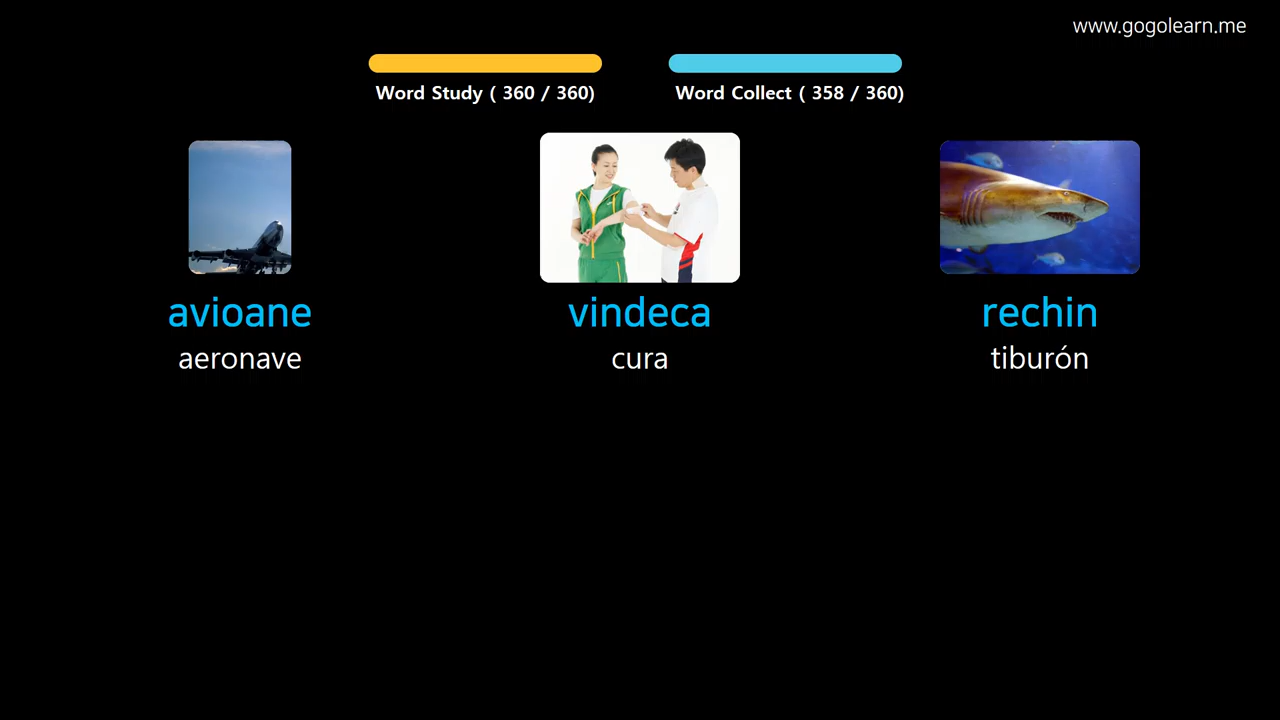 www.gogolearn.me
Word Study ( 360 / 360)
Word Collect ( 358 / 360)
avioane
vindeca
rechin
aeronave
cura
tiburón